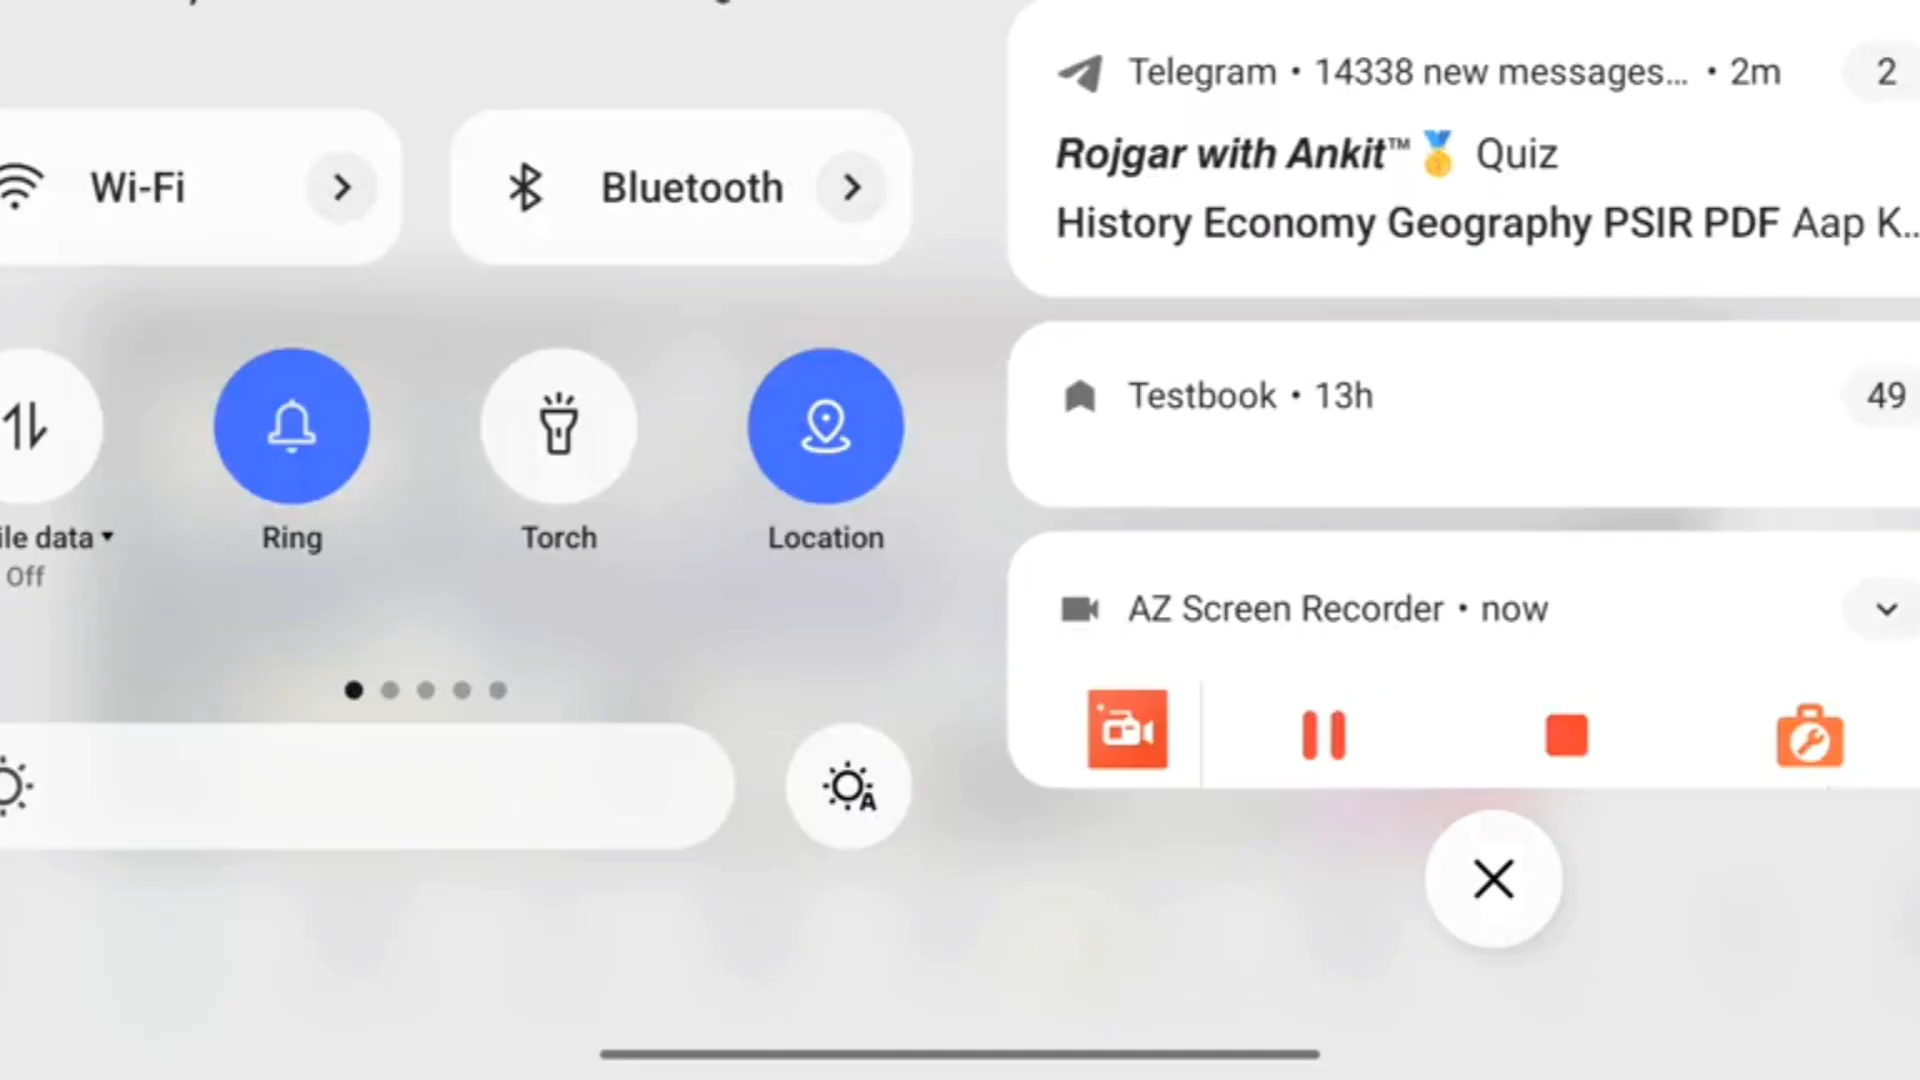 Wi-Fi
Bluetooth
ile data
Off
Ring
Torch
Location
A
Telegram • 14338 new messages... • 2m
2
Rojgar with Ankit™🥇 Quiz
History Economy Geography PSIR PDF Aap K..
Testbook • 13h
49
AZ Screen Recorder • now